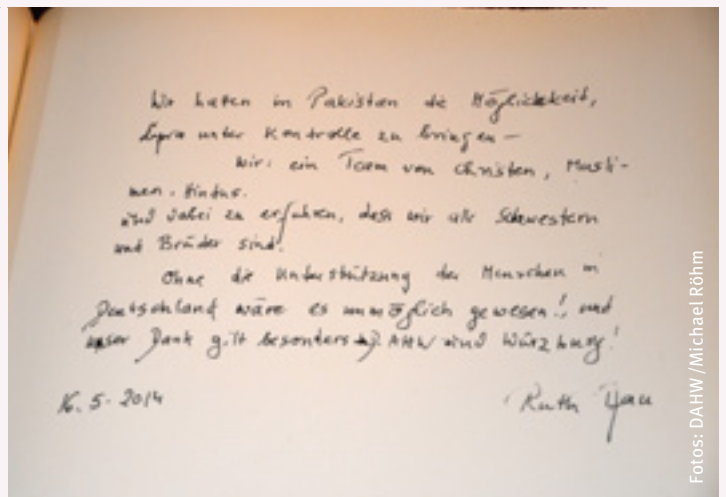 Wir hatten in Pakistan die Möglichkeit,
Lepra unter Kontrolle zu bringen –
wir: ein Team von Christen, Musli-
men, Hindus.
und dabei zu erfahren, dass wir alle Schwestern
und Brüder sind.
Ohne die Unterstützung der Menschen in
Deutschland wäre es unmöglich gewesen!, und
unser Dank gilt besonders AHW und Würzburg!
16.5.2014
Ruth Pfau
Fotos: DAHW/Michael Röhm